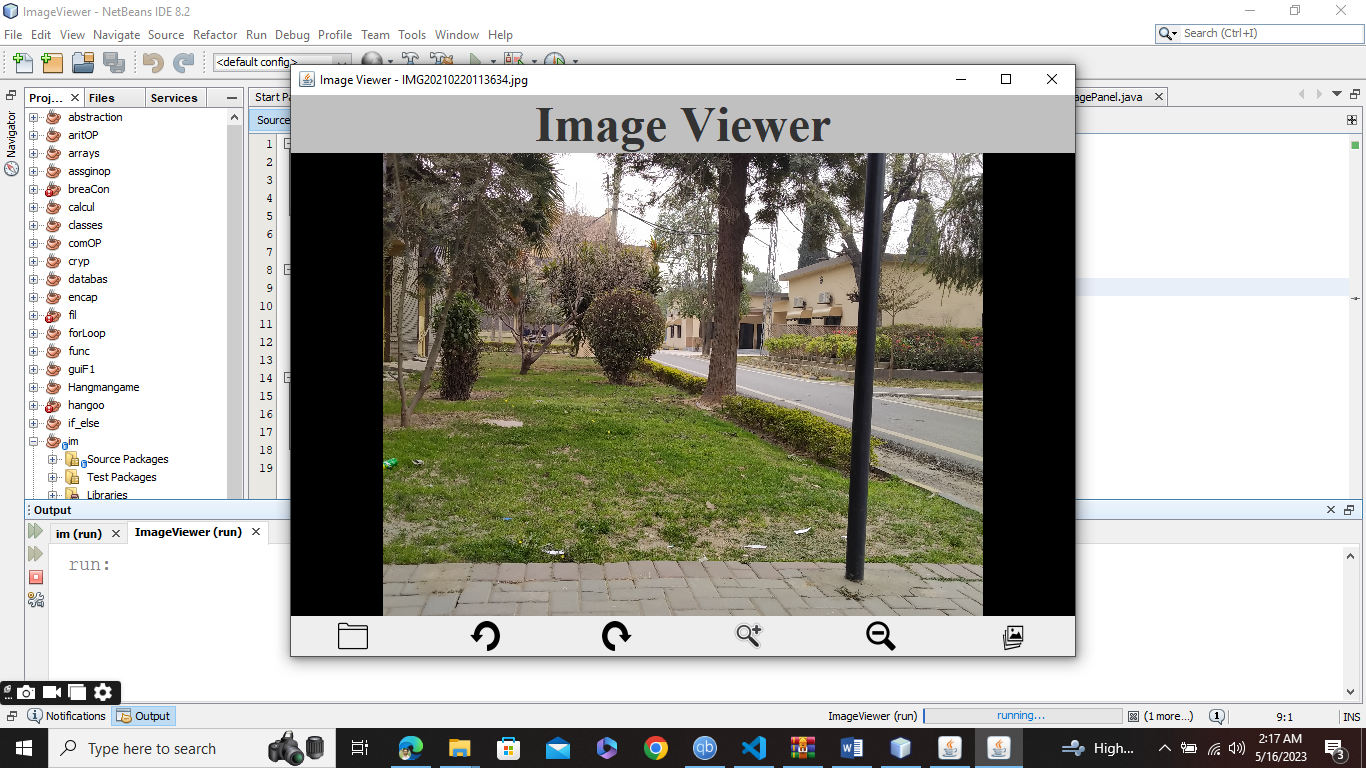 ImageViewer - NetBeans IDE 8.2
File Edit View Navigate Source Refactor Run Debug Profile Team Tools Window Help
Search (Ctrl+I)
<default config>
Image Viewer - IMG20210220113634.jpg
Proj... Files Services
Start Pa
agePanel.java
Navigator
Source
Image Viewer
abstraction
aritOP
arrays
assginop
breaCon
calcul
classes
comOP
cryp
databas
encap
fil
forLoop
func
guiF1
Hangmangame
hangoo
if_else
im
Source Packages
Test Packages
Libraries
1
2
3
4
5
6
7
8
9
10
11
12
13
14
15
16
17
18
19
Output
im (run) ImageViewer (run)
run:
Notifications Output
ImageViewer (run) running... (1 more...) 1 9:1 INS
Type here to search
High...
2:17 AM
5/16/2023
3